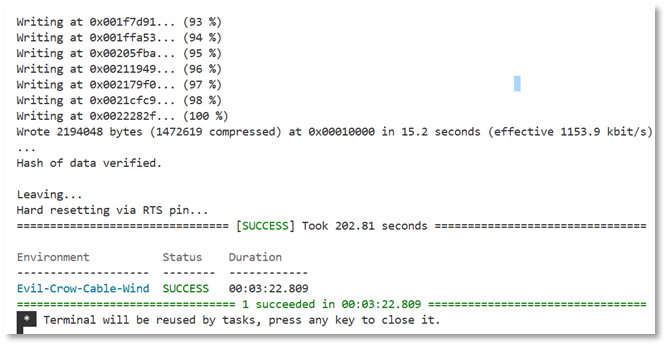 Writing at 0x001f7d91... (93 %)
Writing at 0x001ffa53... (94 %)
Writing at 0x00205fba... (95 %)
Writing at 0x00211949... (96 %)
Writing at 0x002179f0... (97 %)
Writing at 0x0021cfc9... (98 %)
Writing at 0x0022282f... (100 %)
Wrote 2194048 bytes (1472619 compressed) at 0x00010000 in 15.2 seconds (effective 1153.9 kbit/s)
...
Hash of data verified.
Leaving...
Hard resetting via RTS pin...
================================ [SUCCESS] Took 202.81 seconds ================================
Environment Status Duration
-------------------- -------- ------------
Evil-Crow-Cable-Wind SUCCESS 00:03:22.809
================================= 1 succeeded in 00:03:22.809 =================================
* Terminal will be reused by tasks, press any key to close it.